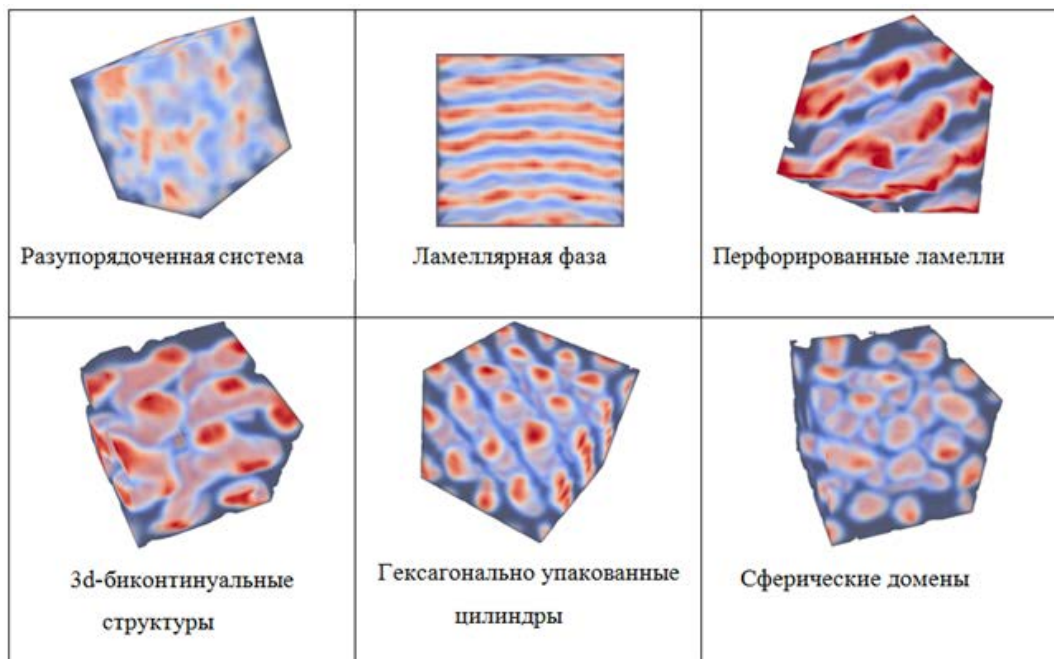 Разупорядоченная система
Ламеллярная фаза
Перфорированные ламелли
3d-биконтинуальные
структуры
Гексагонально упакованные
цилиндры
Сферические домены